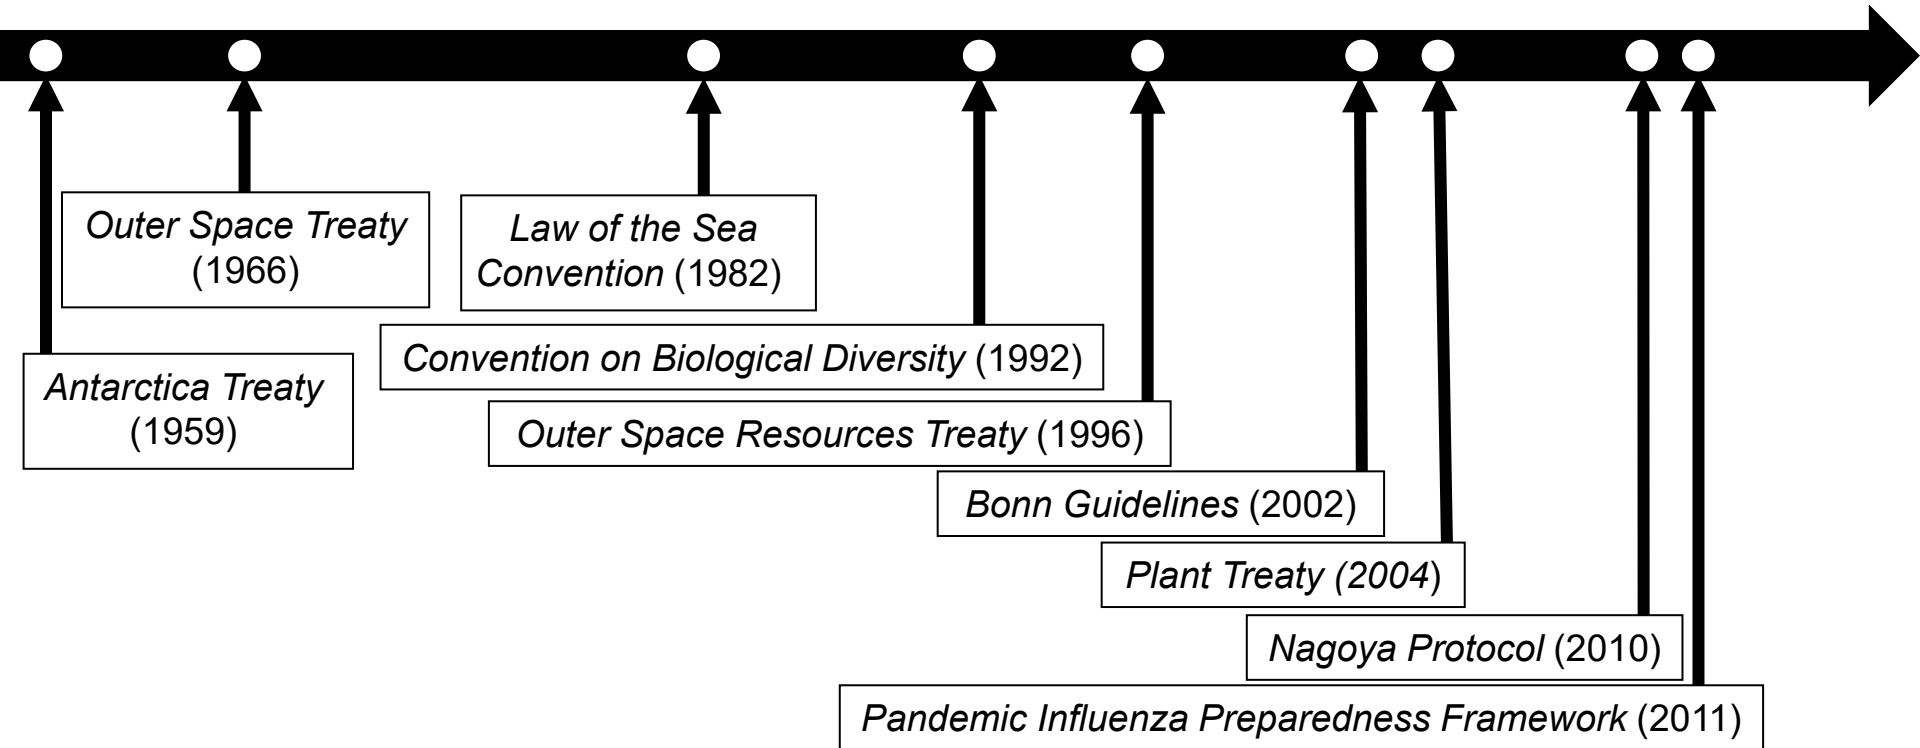 Outer Space Treaty
(1966)
Law of the Sea
Convention (1982)
Convention on Biological Diversity (1992)
Antarctica Treaty
(1959)
Outer Space Resources Treaty (1996)
Bonn Guidelines (2002)
Plant Treaty (2004)
Nagoya Protocol (2010)
Pandemic Influenza Preparedness Framework (2011)